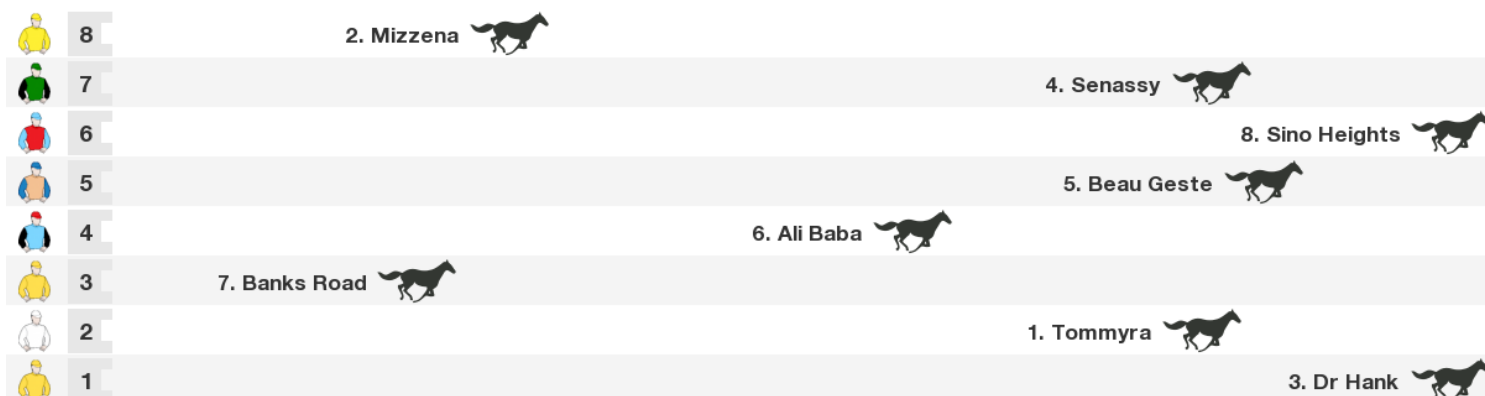 8 2. Mizzena
7 4. Senassy
6 8. Sino Heights
5 5. Beau Geste
4 6. Ali Baba
3 7. Banks Road
2 1. Tommyra
1 3. Dr Hank